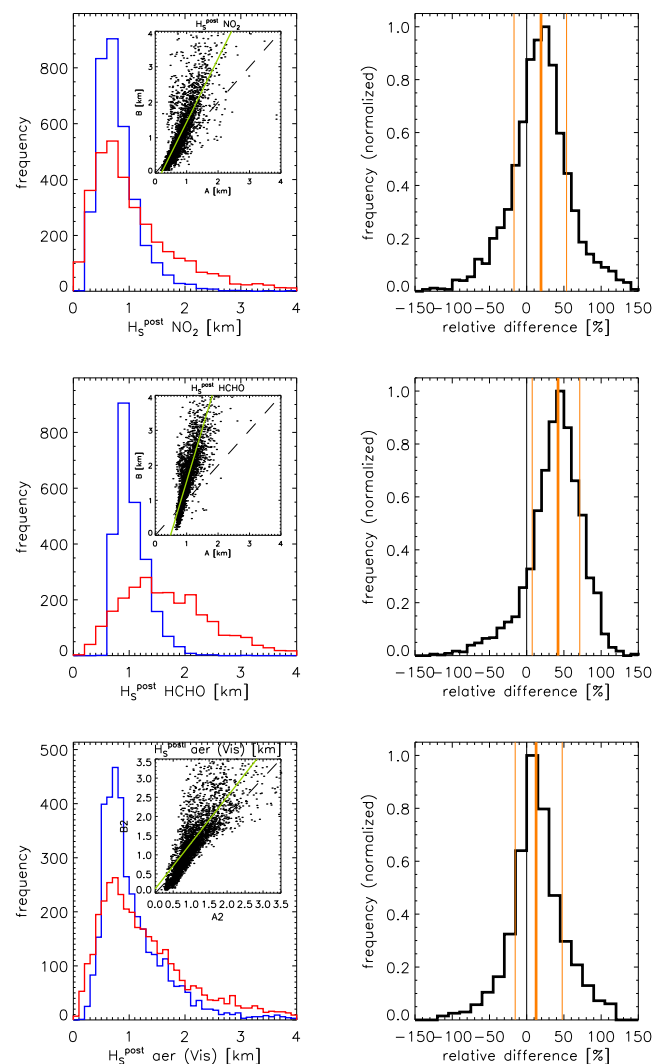 H_S^post NO_2
frequency
800
600
400
200
0
B [km]
4
3
2
1
0
0 1 2 3 4
A [km]
0 1 2 3 4
H_S^post NO_2 [km]
frequency (normalized)
1.0
0.8
0.6
0.4
0.2
0.0
−150 −100 −50 0 50 100 150
relative difference [%]
H_S^post HCHO
frequency
1000
800
600
400
200
0
B [km]
4
3
2
1
0
0 1 2 3 4
A [km]
0 1 2 3 4
H_S^post HCHO [km]
frequency (normalized)
1.0
0.8
0.6
0.4
0.2
0.0
−150 −100 −50 0 50 100 150
relative difference [%]
H_S^post aer (Vis) [km]
frequency
500
400
300
200
100
0
B2
3.5
3.0
2.5
2.0
1.5
1.0
0.5
0.0
0.0 0.5 1.0 1.5 2.0 2.5 3.0 3.5
A2
0 1 2 3 4
H_S^post aer (Vis) [km]
frequency (normalized)
1.0
0.8
0.6
0.4
0.2
0.0
−150 −100 −50 0 50 100 150
relative difference [%]